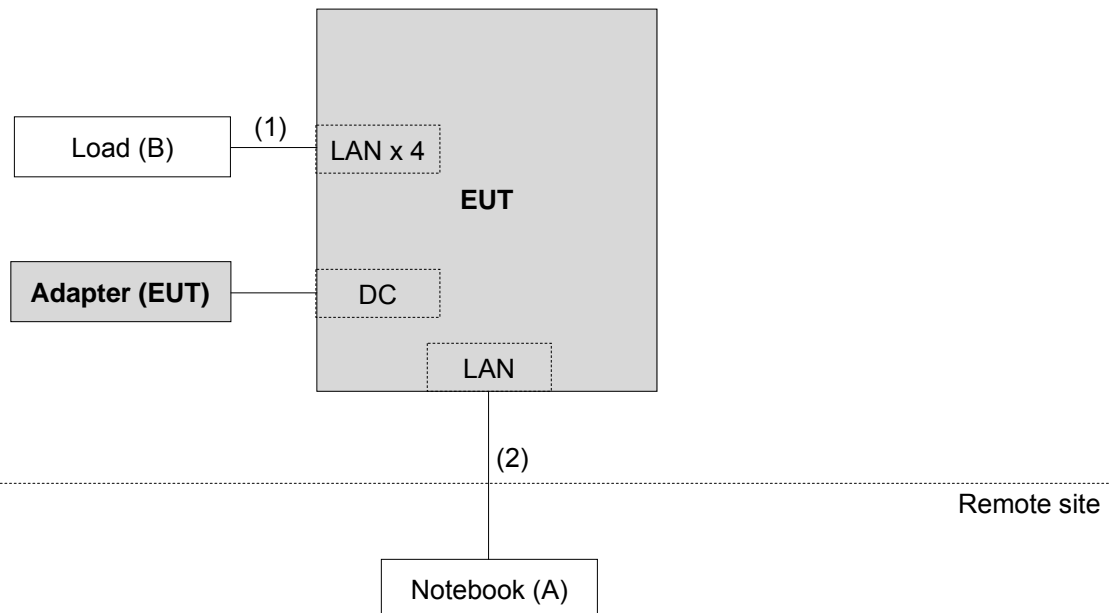 (1)
Load (B)
LAN x 4
EUT
Adapter (EUT)
DC
LAN
(2)
Remote site
Notebook (A)